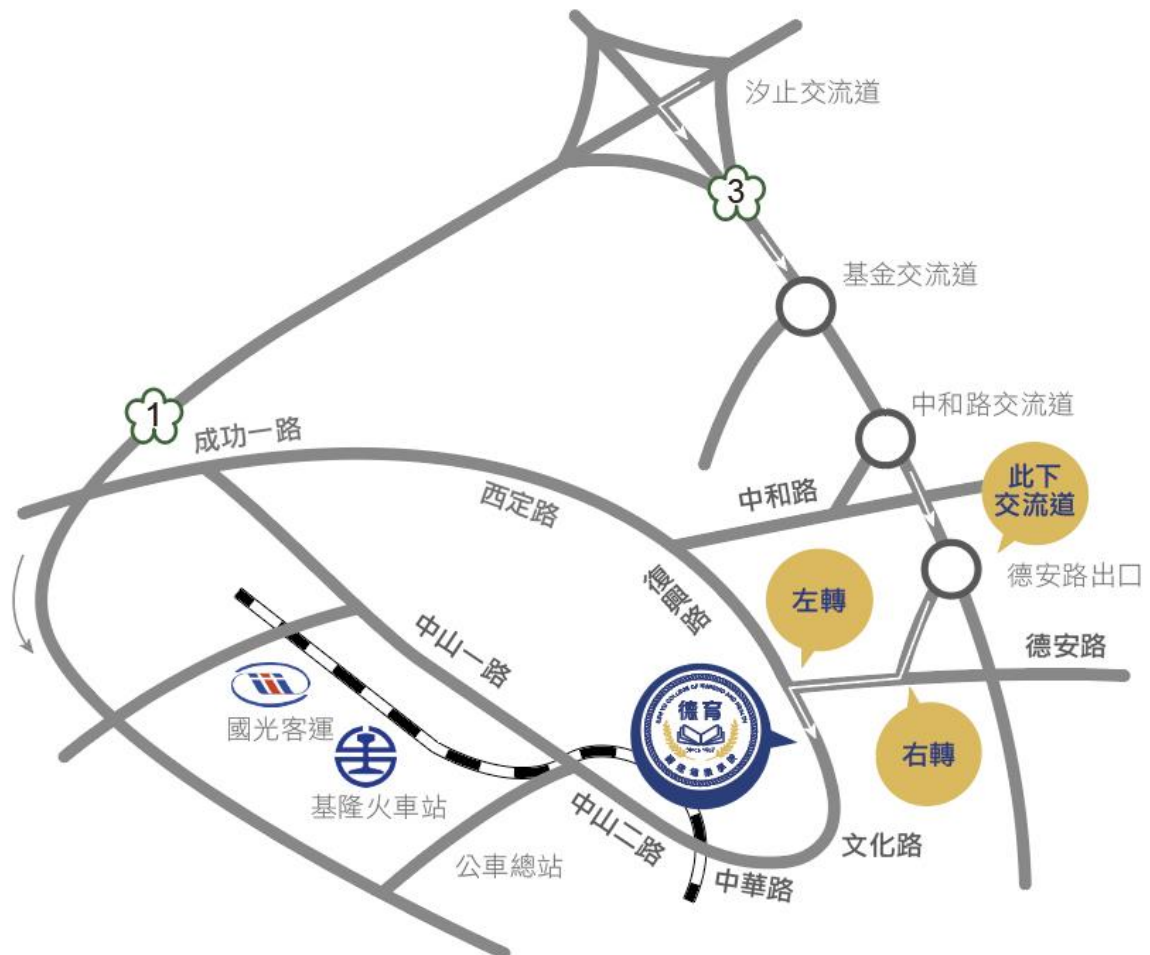 汐止交流道
3
基金交流道
1
成功一路
中和路交流道
西定路
中和路
此下
交流道
復興路
左轉
德安路出口
中山一路
德安路
國光客運
德育
右轉
基隆火車站
中山二路
文化路
公車總站
中華路